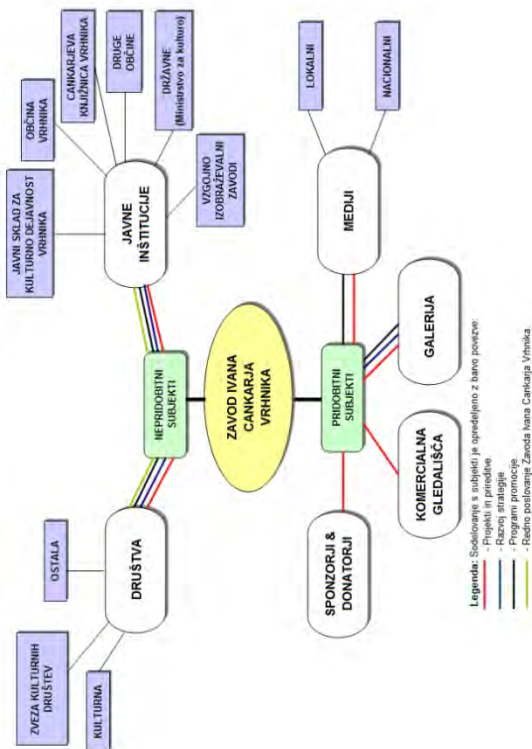 JAVNI SKLAD ZA
KULTURNO DEJAVNOST
VRHNIKA
OBČINA
VRHNIKA
CANKARJEVA
KNJIŽNICA VRHNIKA
DRUGE
OBČINE
DRŽAVNE
(Ministrstvo za kulturo)
VZGOJNO
IZOBRAŽEVALNI
ZAVODI
JAVNE
INŠTITUCIJE
ZVEZA KULTURNIH
DRUŠTEV
KULTURNA
OSTALA
DRUŠTVA
NEPRIDOBITNI
SUBJEKTI
ZAVOD IVANA
CANKARJA
VRHNIKA
PRIDOBITNI
SUBJEKTI
SPONZORJI &
DONATORJI
KOMERCIALNA
GLEDALIŠČA
GALERIJA
MEDIJI
LOKALNI
NACIONALNI
Legenda: Sodelovanje s subjekti je opredeljeno z barvo povezve:
- Projekti in prireditve.
- Razvoj strategije
- Programi promocije.
- Redno poslovanje Zavoda Ivana Cankarja Vrhnika.